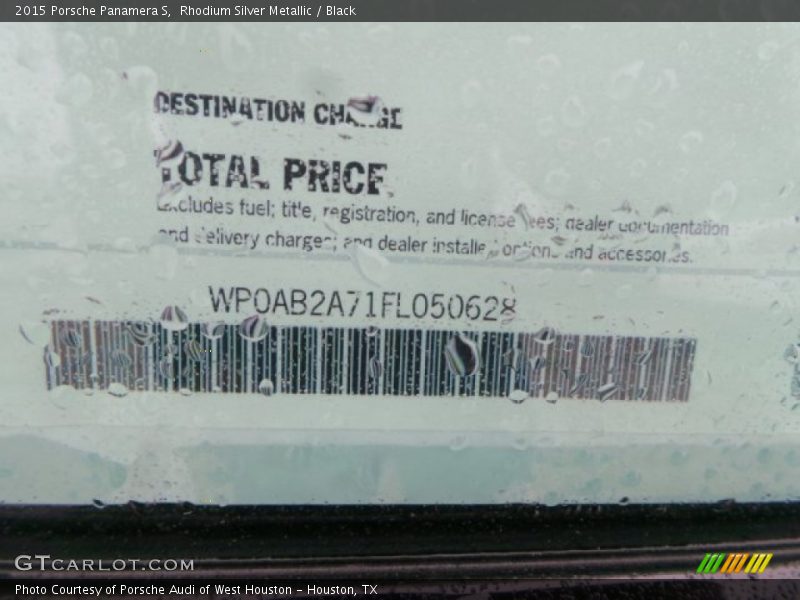 2015 Porsche Panamera S,  Rhodium Silver Metallic / Black
DESTINATION CHARGE
TOTAL PRICE
Excludes fuel; title, registration, and license fees; dealer documentation
and delivery charges; and dealer installed options and accessories.
WP0AB2A71FL050628
GTCARLOT.COM
Photo Courtesy of Porsche Audi of West Houston - Houston, TX